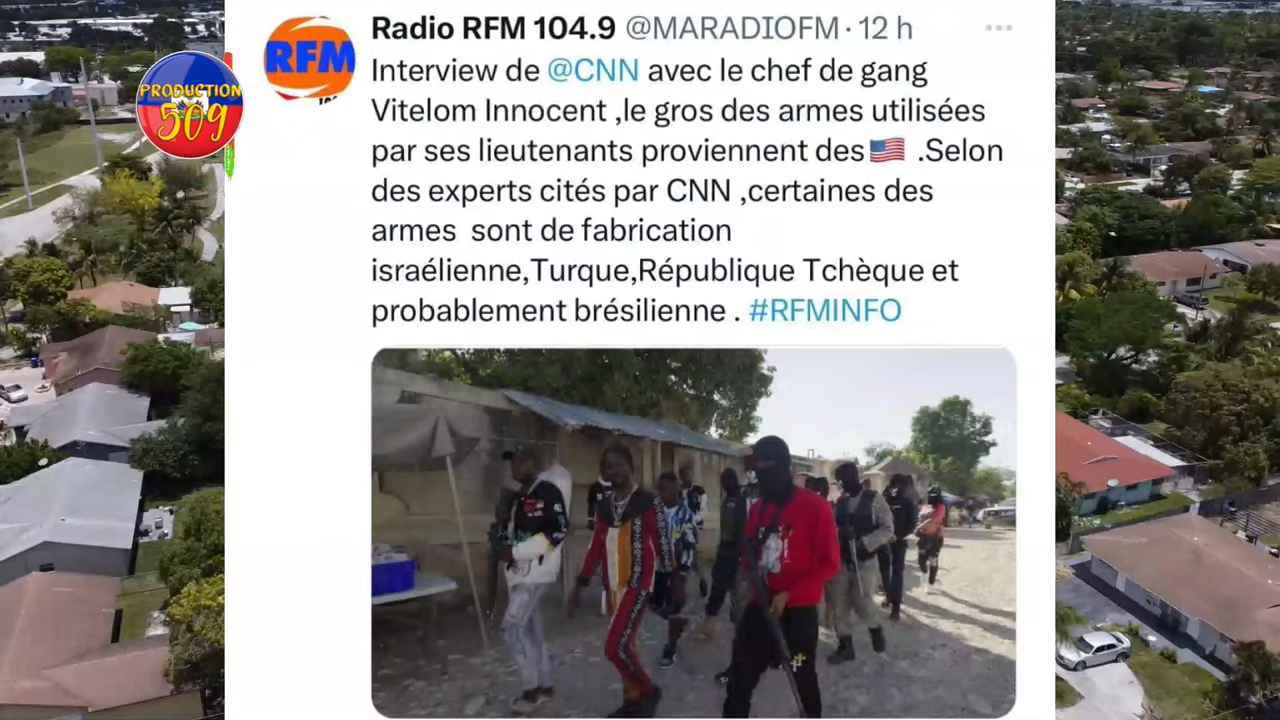 PRODUCTION
509
RFM
Radio RFM 104.9 @MARADIOFM · 12 h
Interview de @CNN avec le chef de gang
Vitelom Innocent ,le gros des armes utilisées
par ses lieutenants proviennent des🇺🇸 .Selon
des experts cités par CNN ,certaines des
armes sont de fabrication
israélienne,Turque,République Tchèque et
probablement brésilienne . #RFMINFO